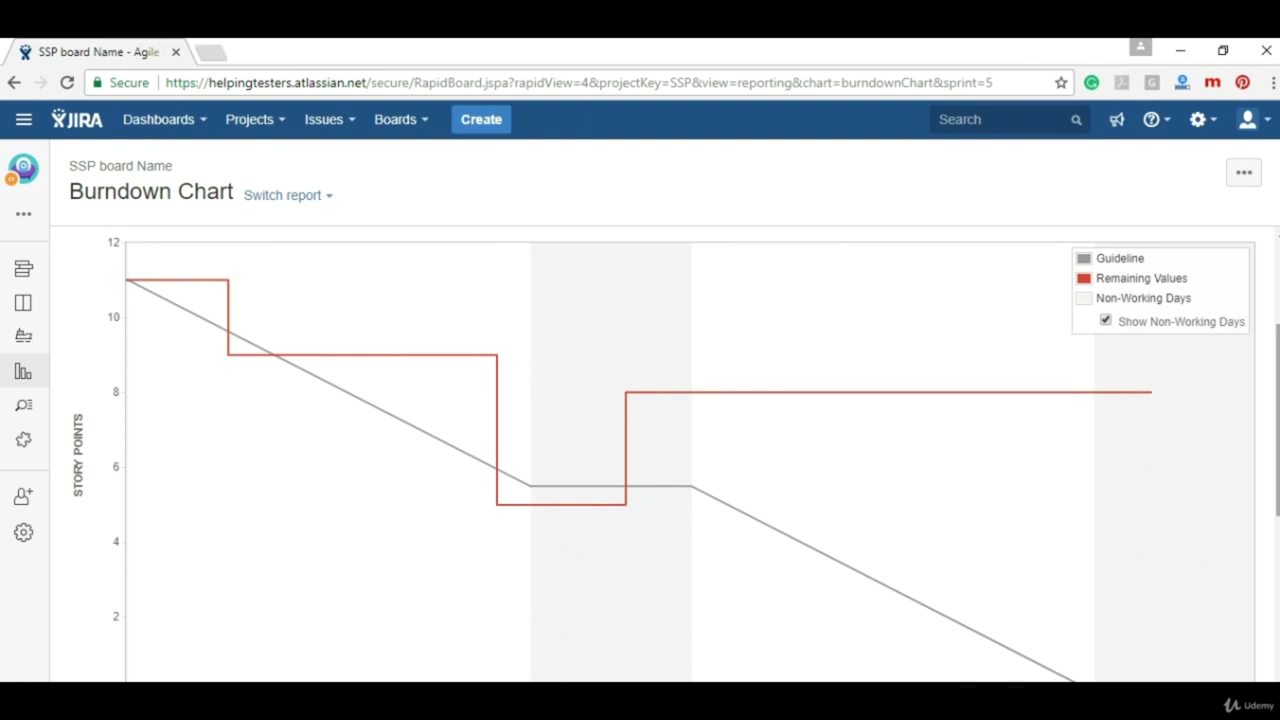 SSP board Name - Agile
Secure https://helpingtesters.atlassian.net/secure/RapidBoard.jspa?rapidView=4&projectKey=SSP&view=reporting&chart=burndownChart&sprint=5
JIRA Dashboards Projects Issues Boards Create Search
SSP board Name
Burndown Chart Switch report
12
10
8
6
4
2
STORY POINTS
Guideline
Remaining Values
Non-Working Days
Show Non-Working Days
Udemy